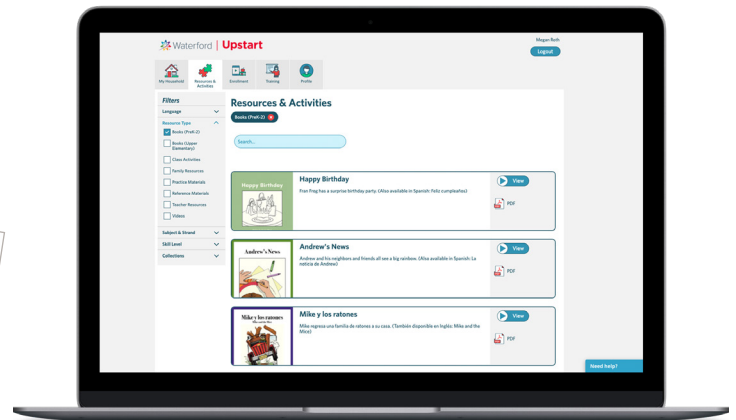 Waterford | Upstart
Megan Roth
Logout
My Household
Resources &
Activities
Enrollment
Training
Profile
Filters
Language
Resource Type
Books (PreK-2)
Books (Upper
Elementary)
Class Activities
Family Resources
Practice Materials
Reference Materials
Teacher Resources
Videos
Subject & Strand
Skill Level
Collections
Resources & Activities
Books (PreK-2)
Search...
Happy Birthday
Happy Birthday
Fran Frog has a surprise birthday party. (Also available in Spanish: Feliz cumpleaños)
View
PDF
Andrew's News
Andrew's News
Andrew and his neighbors and friends all see a big rainbow. (Also available in Spanish: La
noticia de Andrew)
View
PDF
Mike y los ratones
Mike y los ratones
Mike regresa una familia de ratones a su casa. (También disponible en inglés: Mike and the
Mice)
View
PDF
Need help?